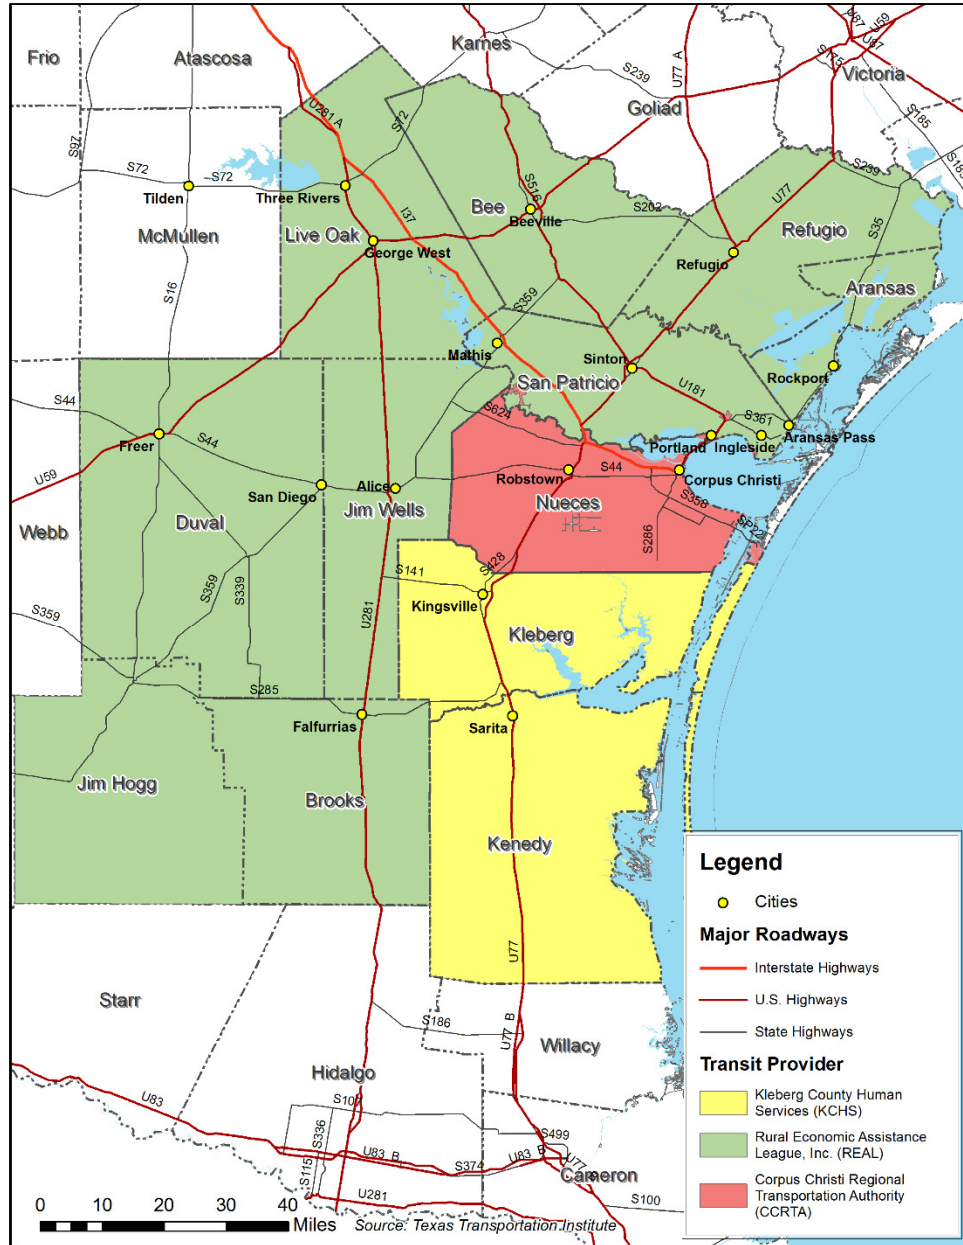 Frio
Atascosa
Karnes
Goliad
Victoria
U87
U59
U87
S175
S185
S239
U77 A
S97
U281 A
S72
S72
S72
Tilden
Three Rivers
McMullen
Live Oak
George West
I37
Bee
S516
Beeville
S202
U77
S239
S35
Refugio
Refugio
Aransas
S16
S359
Mathis
Sinton
San Patricio
U181
Rockport
S361
Aransas Pass
Portland
Ingleside
S44
Freer
S44
S624
Robstown
S44
Corpus Christi
Nueces
S358
SP22
S286
U59
San Diego
Alice
Jim Wells
Webb
Duval
S359
S339
S359
U281
S141
S428
Kingsville
Kleberg
S285
Falfurrias
Sarita
Jim Hogg
Brooks
Kenedy
U77
Starr
S186
U77 B
Willacy
Hidalgo
U83
S107
S336
S115
U83 B
S374
U83 B
S499
U77
Cameron
U281
S100
Legend
Cities
Major Roadways
Interstate Highways
U.S. Highways
State Highways
Transit Provider
Kleberg County Human
Services (KCHS)
Rural Economic Assistance
League, Inc. (REAL)
Corpus Christi Regional
Transportation Authority
(CCRTA)
0 10 20 30 40
Miles
Source: Texas Transportation Institute